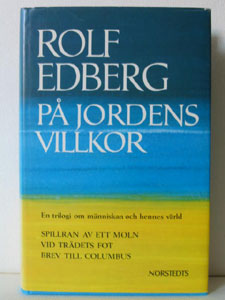 ROLF
EDBERG
PÅ JORDENS
VILLKOR
En trilogi om människan och hennes värld
SPILLRAN AV ETT MOLN
VID TRÄDETS FOT
BREV TILL COLUMBUS
NORSTEDTS